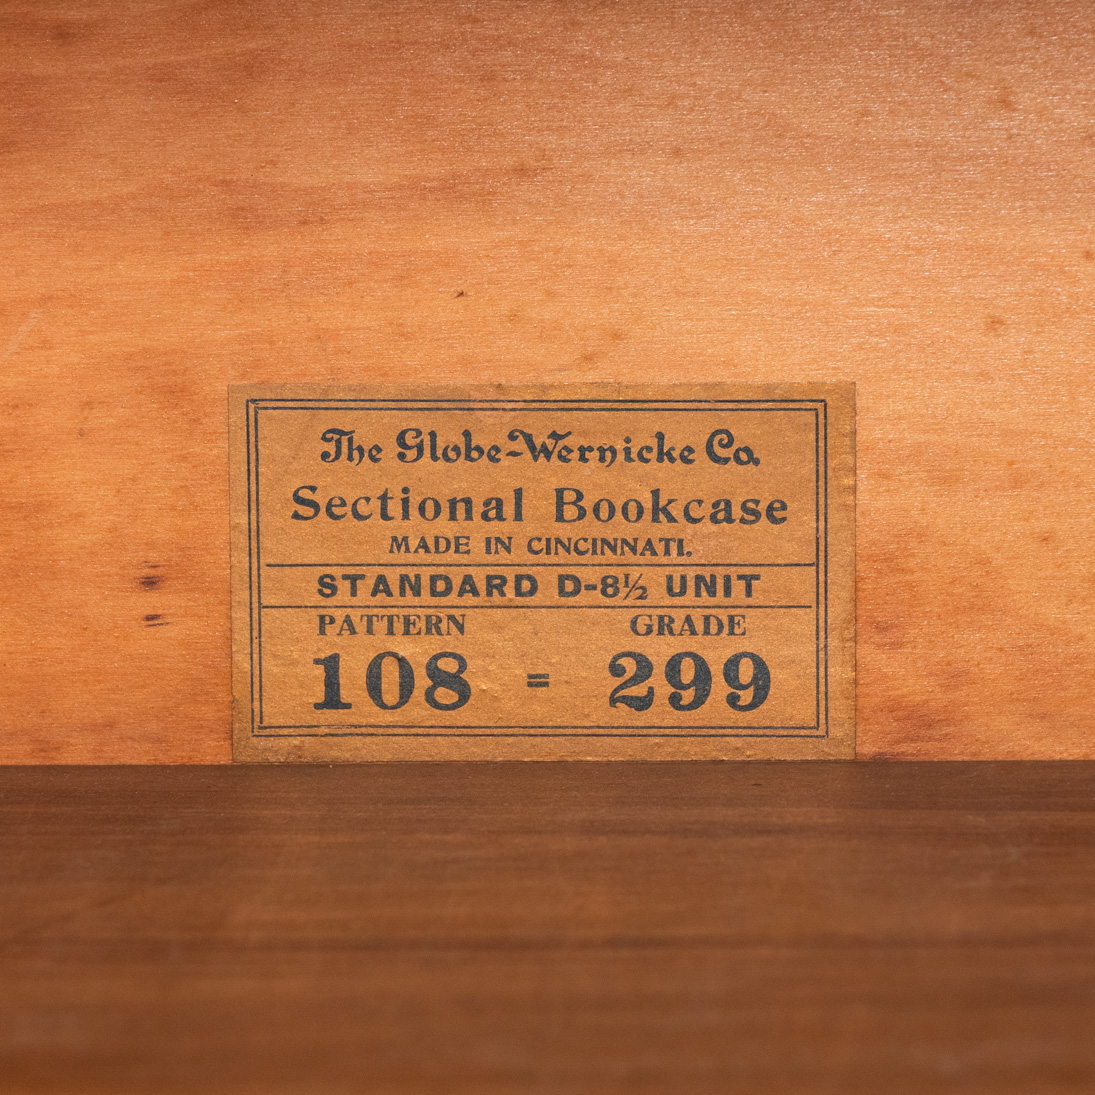 The Globe-Wernicke Co.
Sectional Bookcase
MADE IN CINCINNATI.
STANDARD D-8½ UNIT
PATTERN GRADE
108 = 299